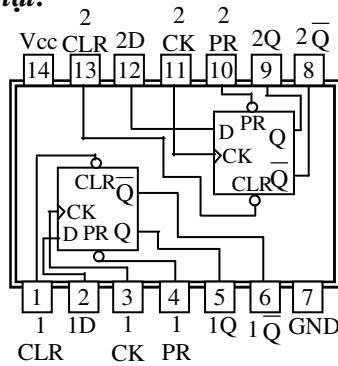 2 2 2
Vcc CLR 2D CK PR 2Q 2Q̅
14 13 12 11 10 9 8
PR
D Q
CK
CLR Q̅
CLR Q̅
CK
D PR Q
1 2 3 4 5 6 7
1 1D 1 1 1Q 1Q̅ GND
CLR CK PR